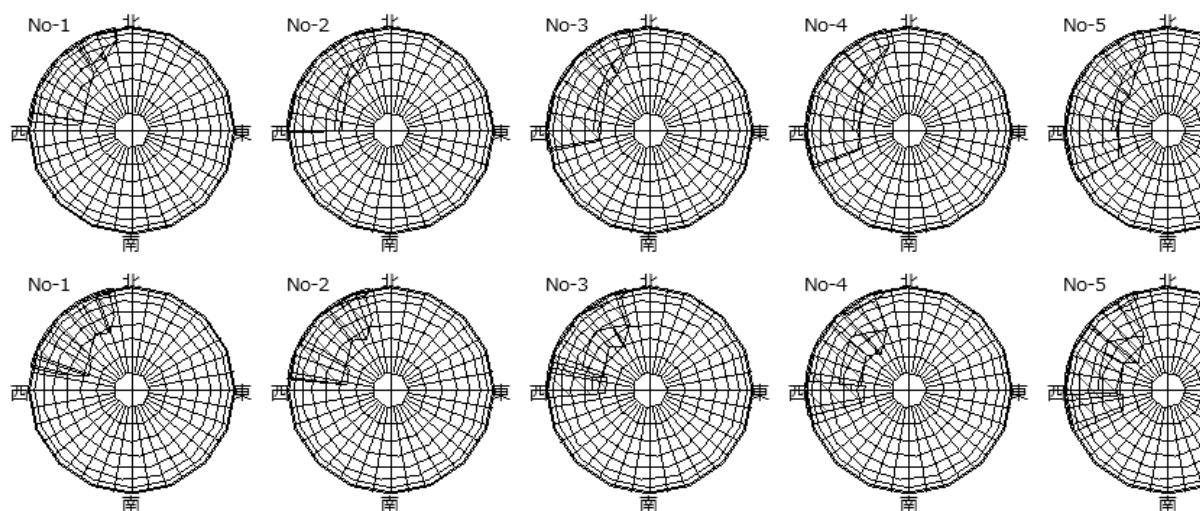 No-1 北 No-2 北 No-3 北 No-4 北 No-5 北
西 東 西 東 西 東 西 東 西
南 南 南 南 南
No-1 北 No-2 北 No-3 北 No-4 北 No-5 北
西 東 西 東 西 東 西 東 西
南 南 南 南 南